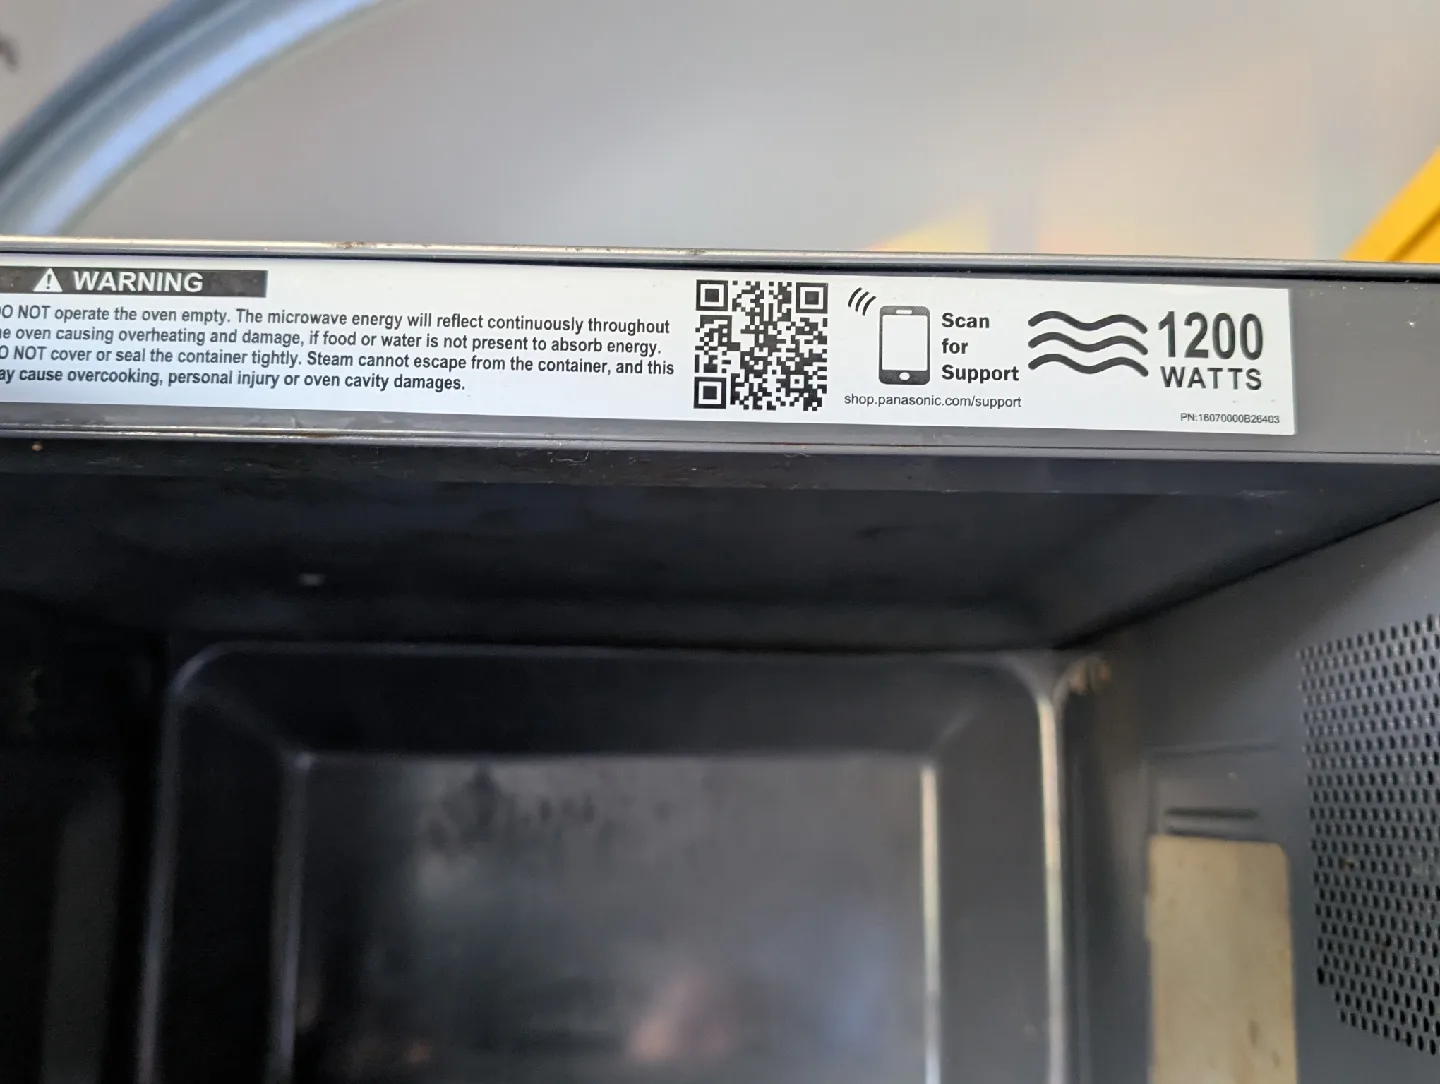 WARNING
DO NOT operate the oven empty. The microwave energy will reflect continuously throughout
oven causing overheating and damage, if food or water is not present to absorb energy.
DO NOT cover or seal the container tightly. Steam cannot escape from the container, and this
cause overcooking, personal injury or oven cavity damages.
Scan
for
Support
shop.panasonic.com/support
1200
WATTS
PN:16070000B26403